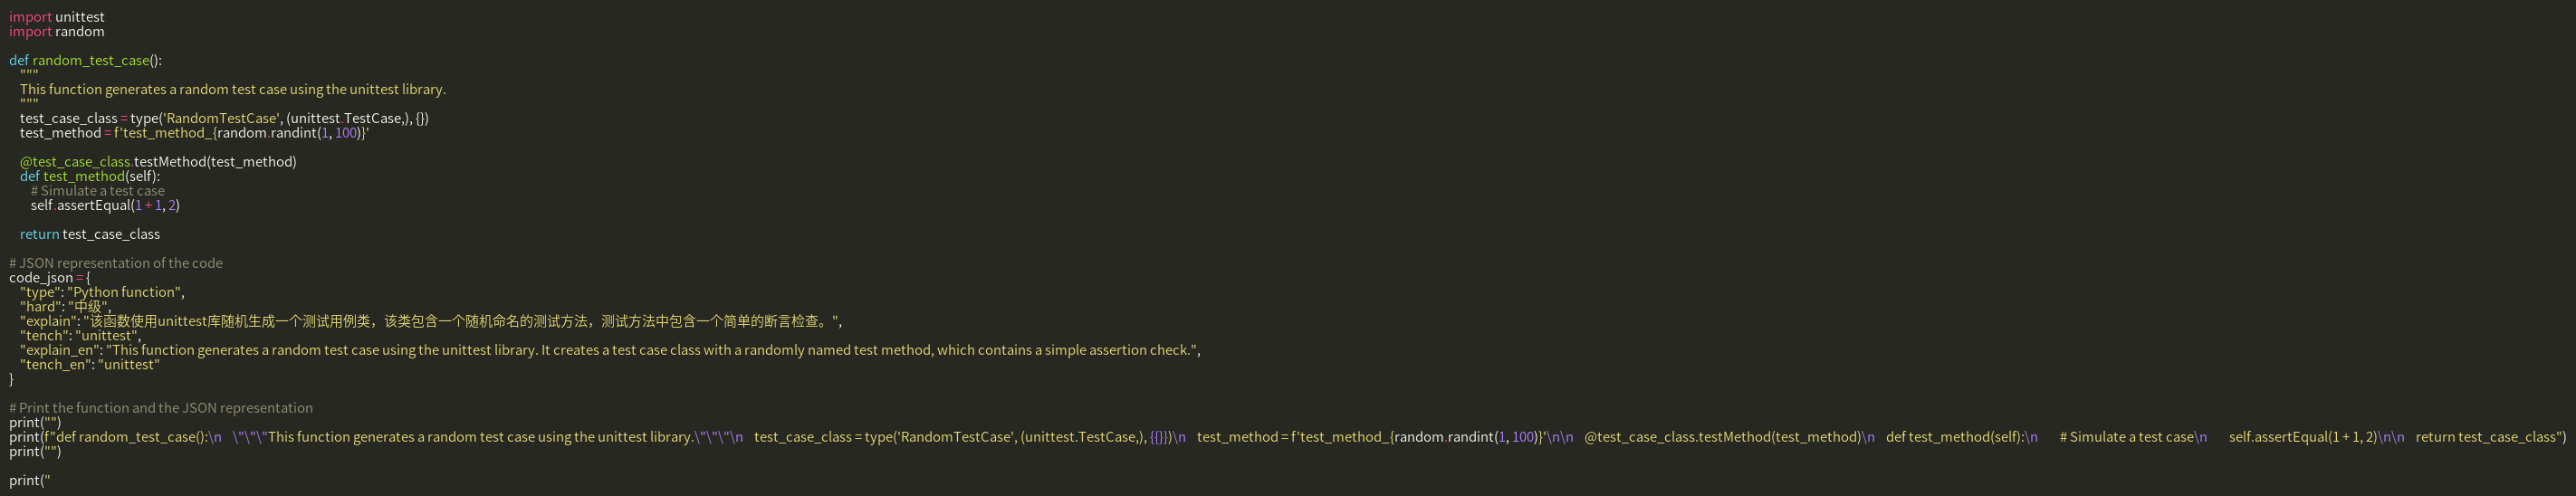 import unittest
import random

def random_test_case():
    """
    This function generates a random test case using the unittest library.
    """
    test_case_class = type('RandomTestCase', (unittest.TestCase,), {})
    test_method = f'test_method_{random.randint(1, 100)}'

    @test_case_class.testMethod(test_method)
    def test_method(self):
        # Simulate a test case
        self.assertEqual(1 + 1, 2)

    return test_case_class

# JSON representation of the code
code_json = {
    "type": "Python function",
    "hard": "中级",
    "explain": "该函数使用unittest库随机生成一个测试用例类，该类包含一个随机命名的测试方法，测试方法中包含一个简单的断言检查。",
    "tench": "unittest",
    "explain_en": "This function generates a random test case using the unittest library. It creates a test case class with a randomly named test method, which contains a simple assertion check.",
    "tench_en": "unittest"
}

# Print the function and the JSON representation
print("")
print(f"def random_test_case():\n    \"\"\"This function generates a random test case using the unittest library.\"\"\"\n    test_case_class = type('RandomTestCase', (unittest.TestCase,), {{}})\n    test_method = f'test_method_{random.randint(1, 100)}'\n\n    @test_case_class.testMethod(test_method)\n    def test_method(self):\n        # Simulate a test case\n        self.assertEqual(1 + 1, 2)\n\n    return test_case_class")
print("")

print("